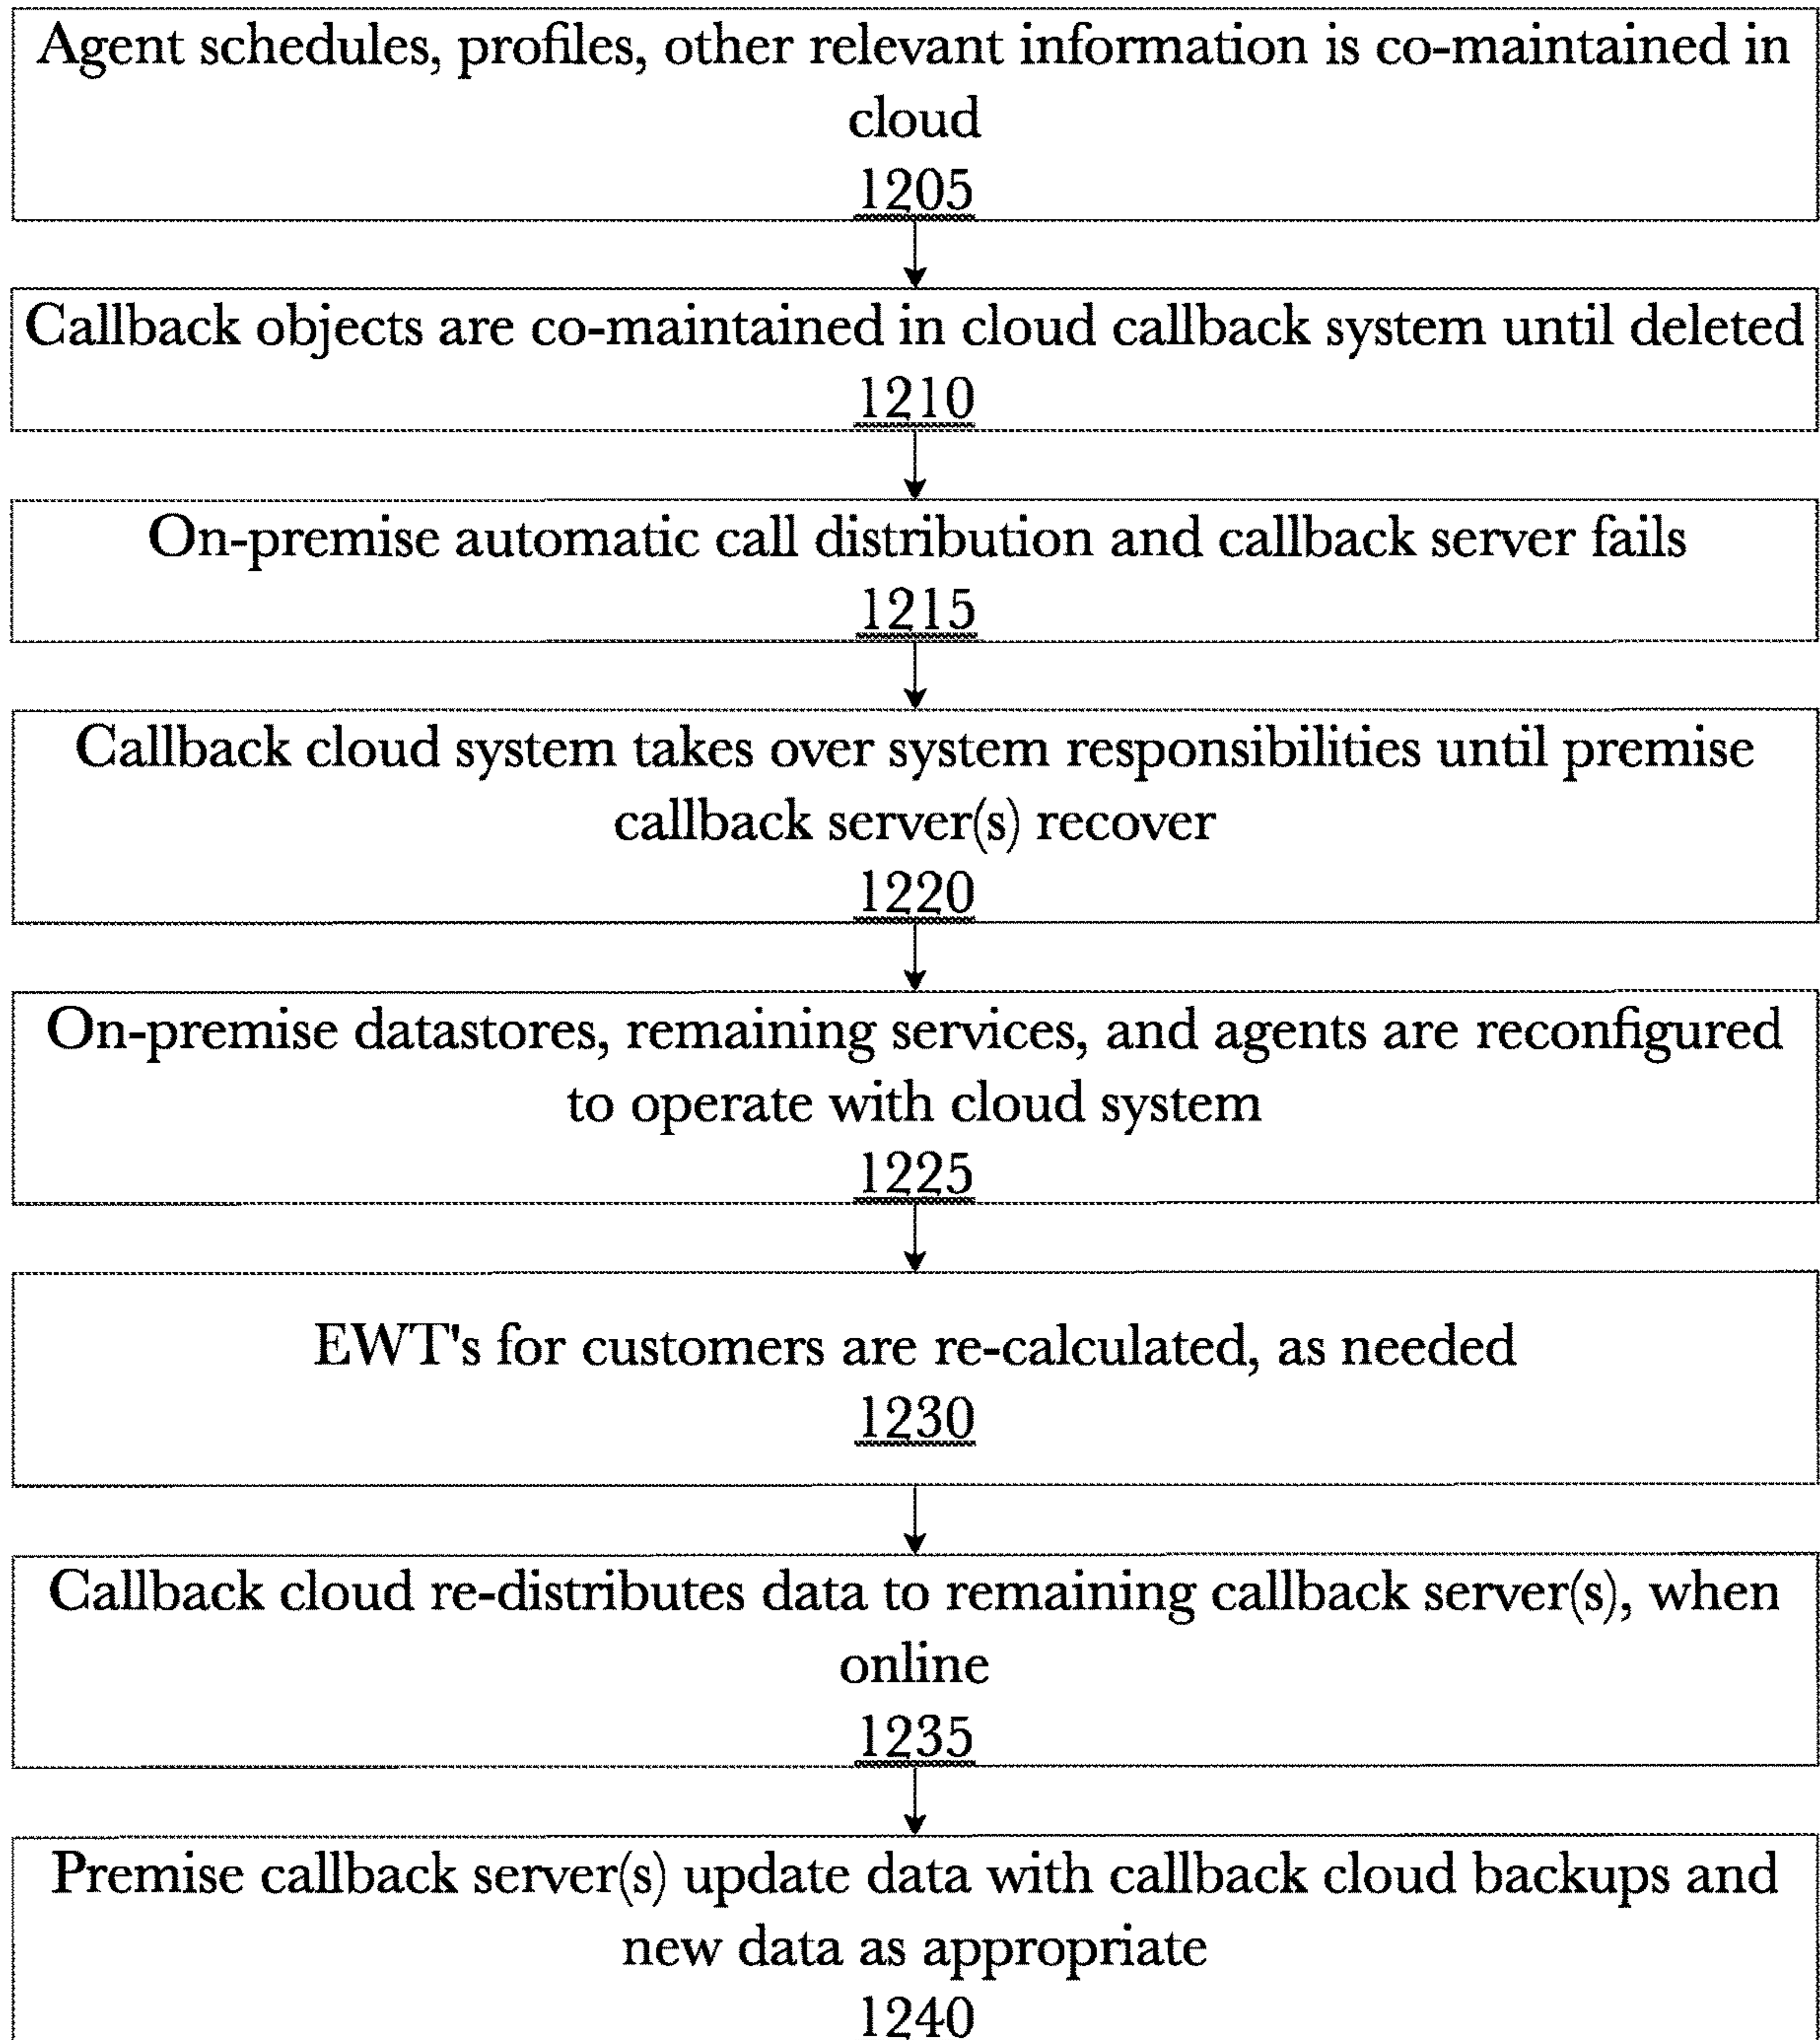 Agent schedules, profiles, other relevant information is co-maintained in
cloud
1205
Callback objects are co-maintained in cloud callback system until deleted
1210
On-premise automatic call distribution and callback server fails
1215
Callback cloud system takes over system responsibilities until premise
callback server(s) recover
1220
On-premise datastores, remaining services, and agents are reconfigured
to operate with cloud system
1225
EWT's for customers are re-calculated, as needed
1230
Callback cloud re-distributes data to remaining callback server(s), when
online
1235
Premise callback server(s) update data with callback cloud backups and
new data as appropriate
1240